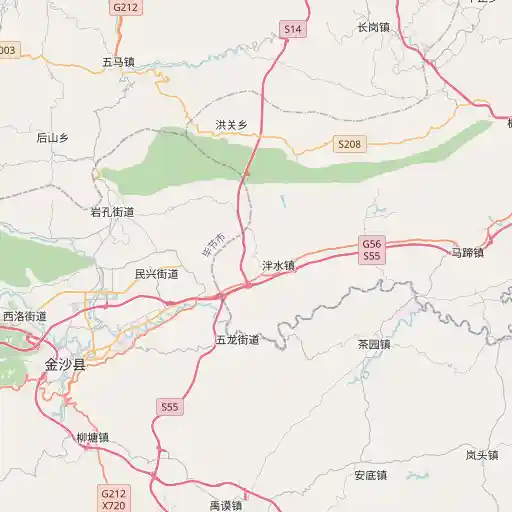 G212
S14
长岗镇
003
五马镇
洪关乡
后山乡
S208
岩孔街道
毕节市
G56
S55
马蹄镇
泮水镇
民兴街道
西洛街道
五龙街道
茶园镇
金沙县
S55
柳塘镇
岚头镇
安底镇
G212
X720
禹谟镇